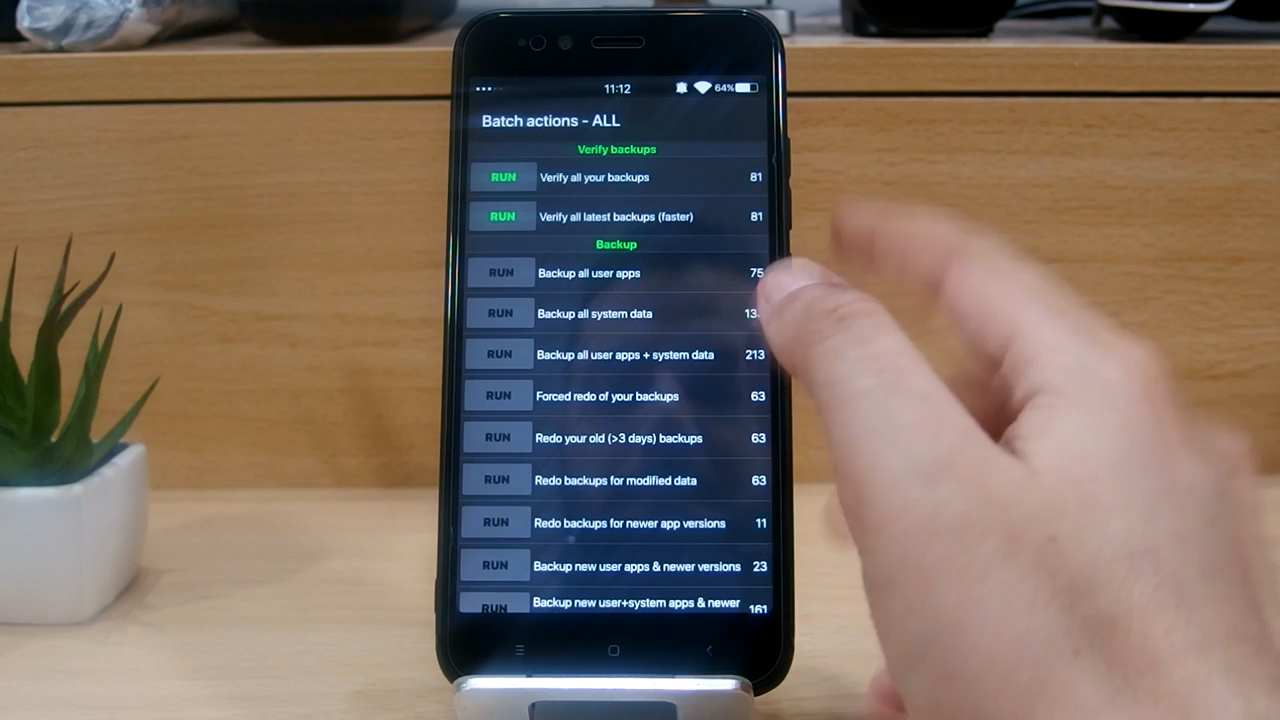 11:12 64%
Batch actions - ALL
Verify backups
RUN Verify all your backups 81
RUN Verify all latest backups (faster) 81
Backup
RUN Backup all user apps 75
RUN Backup all system data
RUN Backup all user apps + system data 213
RUN Forced redo of your backups 63
RUN Redo your old (>3 days) backups 63
RUN Redo backups for modified data 63
RUN Redo backups for newer app versions 11
RUN Backup new user apps & newer versions 23
RUN Backup new user+system apps & newer 161